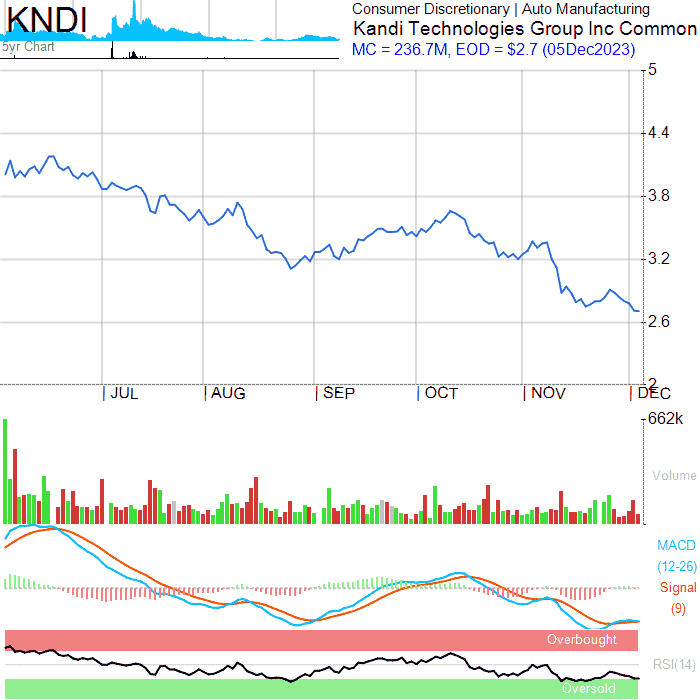 KNDI
5yr Chart
Consumer Discretionary | Auto Manufacturing
Kandi Technologies Group Inc Common
MC = 236.7M, EOD = $2.7 (05Dec2023)
5
4.4
3.8
3.2
2.6
2
JUL AUG SEP OCT NOV DEC
662k
Volume
MACD
(12-26)
Signal
(9)
Overbought
RSI(14)
Oversold